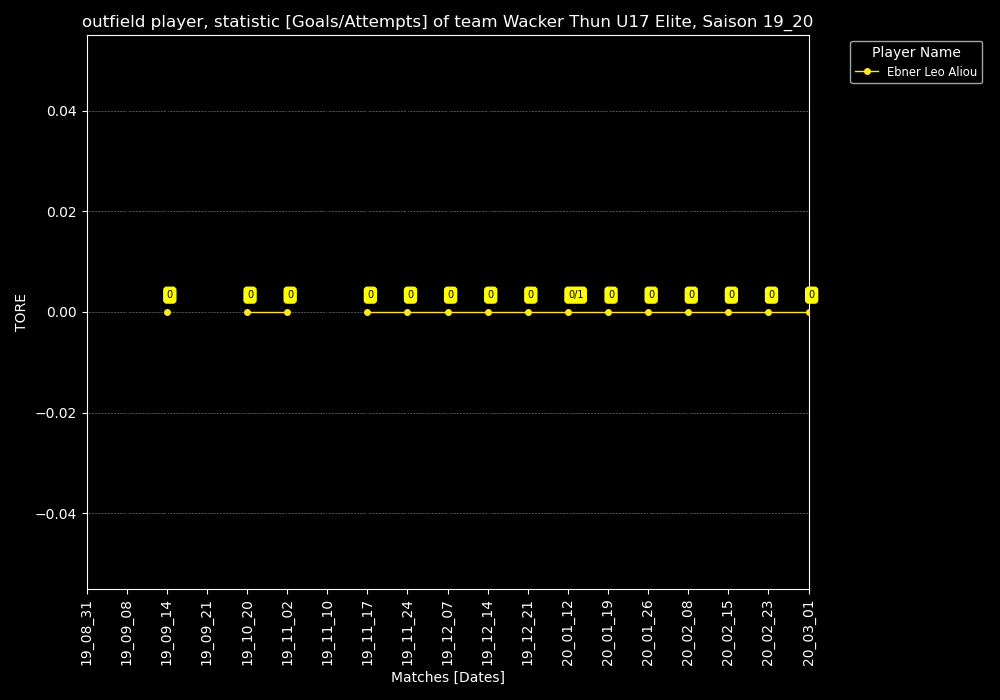 outfield player, statistic [Goals/Attempts] of team Wacker Thun U17 Elite, Saison 19_20
Player Name
Ebner Leo Aliou
TORE
0.04
0.02
0.00
−0.02
−0.04
0 0 0 0 0 0 0 0 0/1 0 0 0 0 0 0
19_08_31 19_09_08 19_09_14 19_09_21 19_10_20 19_11_02 19_11_10 19_11_17 19_11_24 19_12_07 19_12_14 19_12_21 20_01_12 20_01_19 20_01_26 20_02_08 20_02_15 20_02_23 20_03_01
Matches [Dates]